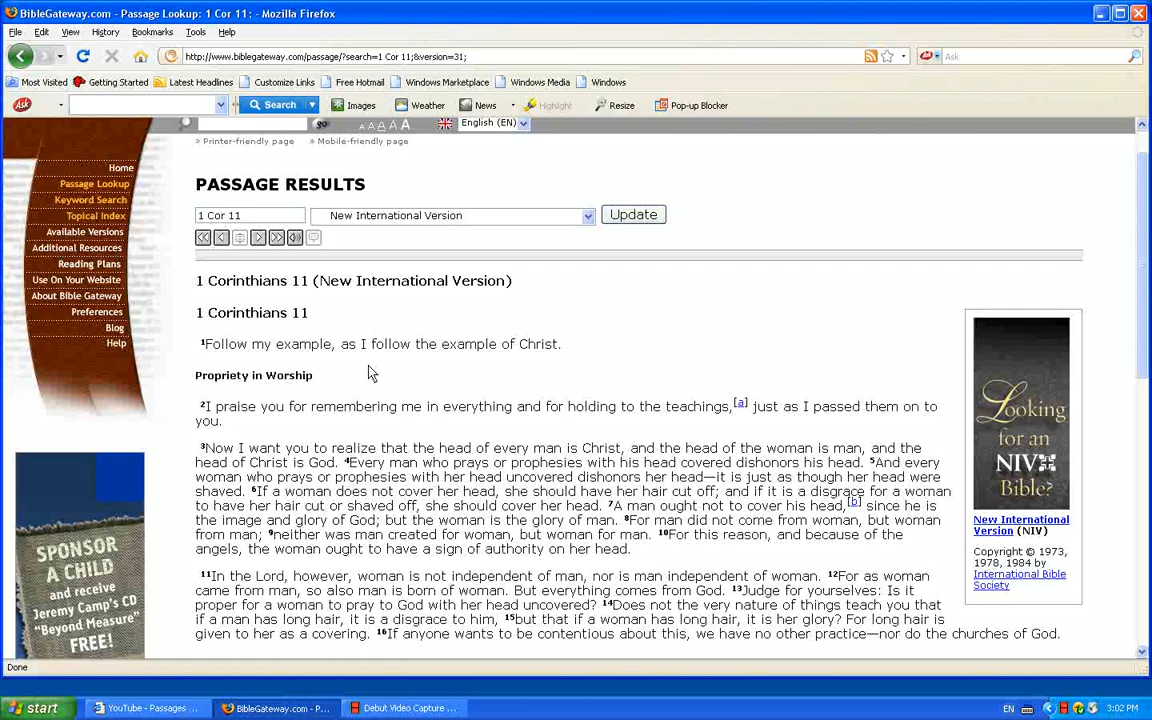 BibleGateway.com - Passage Lookup: 1 Cor 11; - Mozilla Firefox
File Edit View History Bookmarks Tools Help
http://www.biblegateway.com/passage/?search=1 Cor 11;&version=31; Ask
Most Visited Getting Started Latest Headlines Customize Links Free Hotmail Windows Marketplace Windows Media Windows
Ask Search Images Weather News Highlight Resize Pop-up Blocker
go A A A A A English (EN)
» Printer-friendly page » Mobile-friendly page
Home
Passage Lookup
Keyword Search
Topical Index
Available Versions
Additional Resources
Reading Plans
Use On Your Website
About Bible Gateway
Preferences
Blog
Help
PASSAGE RESULTS
1 Cor 11 New International Version Update
1 Corinthians 11 (New International Version)
1 Corinthians 11
1Follow my example, as I follow the example of Christ.
Propriety in Worship
2I praise you for remembering me in everything and for holding to the teachings,[a] just as I passed them on to
you.
3Now I want you to realize that the head of every man is Christ, and the head of the woman is man, and the
head of Christ is God. 4Every man who prays or prophesies with his head covered dishonors his head. 5And every
woman who prays or prophesies with her head uncovered dishonors her head—it is just as though her head were
shaved. 6If a woman does not cover her head, she should have her hair cut off; and if it is a disgrace for a woman
to have her hair cut or shaved off, she should cover her head. 7A man ought not to cover his head,[b] since he is
the image and glory of God; but the woman is the glory of man. 8For man did not come from woman, but woman
from man; 9neither was man created for woman, but woman for man. 10For this reason, and because of the
angels, the woman ought to have a sign of authority on her head.
11In the Lord, however, woman is not independent of man, nor is man independent of woman. 12For as woman
came from man, so also man is born of woman. But everything comes from God. 13Judge for yourselves: Is it
proper for a woman to pray to God with her head uncovered? 14Does not the very nature of things teach you that
if a man has long hair, it is a disgrace to him, 15but that if a woman has long hair, it is her glory? For long hair is
given to her as a covering. 16If anyone wants to be contentious about this, we have no other practice—nor do the churches of God.
Looking
for an
NIV
Bible?
New International
Version (NIV)
Copyright © 1973,
1978, 1984 by
International Bible
Society
SPONSOR
A CHILD
and receive
Jeremy Camp's CD
"Beyond Measure"
FREE!
Done
start YouTube - Passages ... BibleGateway.com - P... Debut Video Capture ... EN 3:02 PM